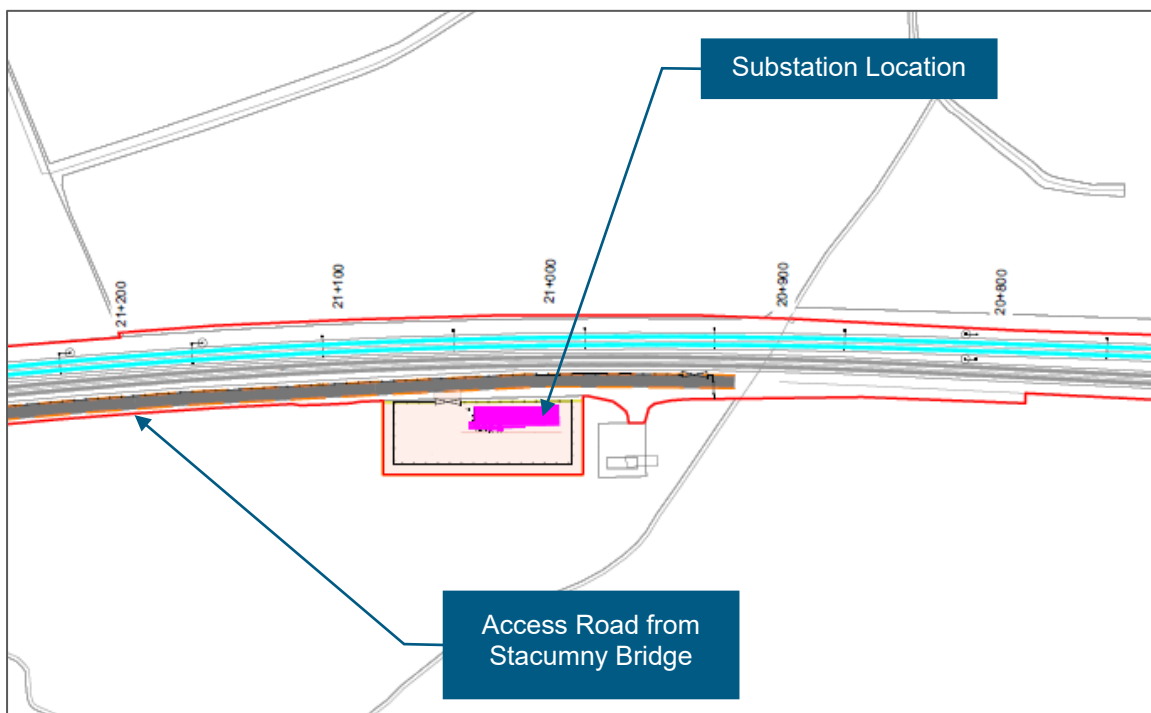 Substation Location
21+200
21+100
21+000
20+900
20+800
Access Road from
Stacumny Bridge